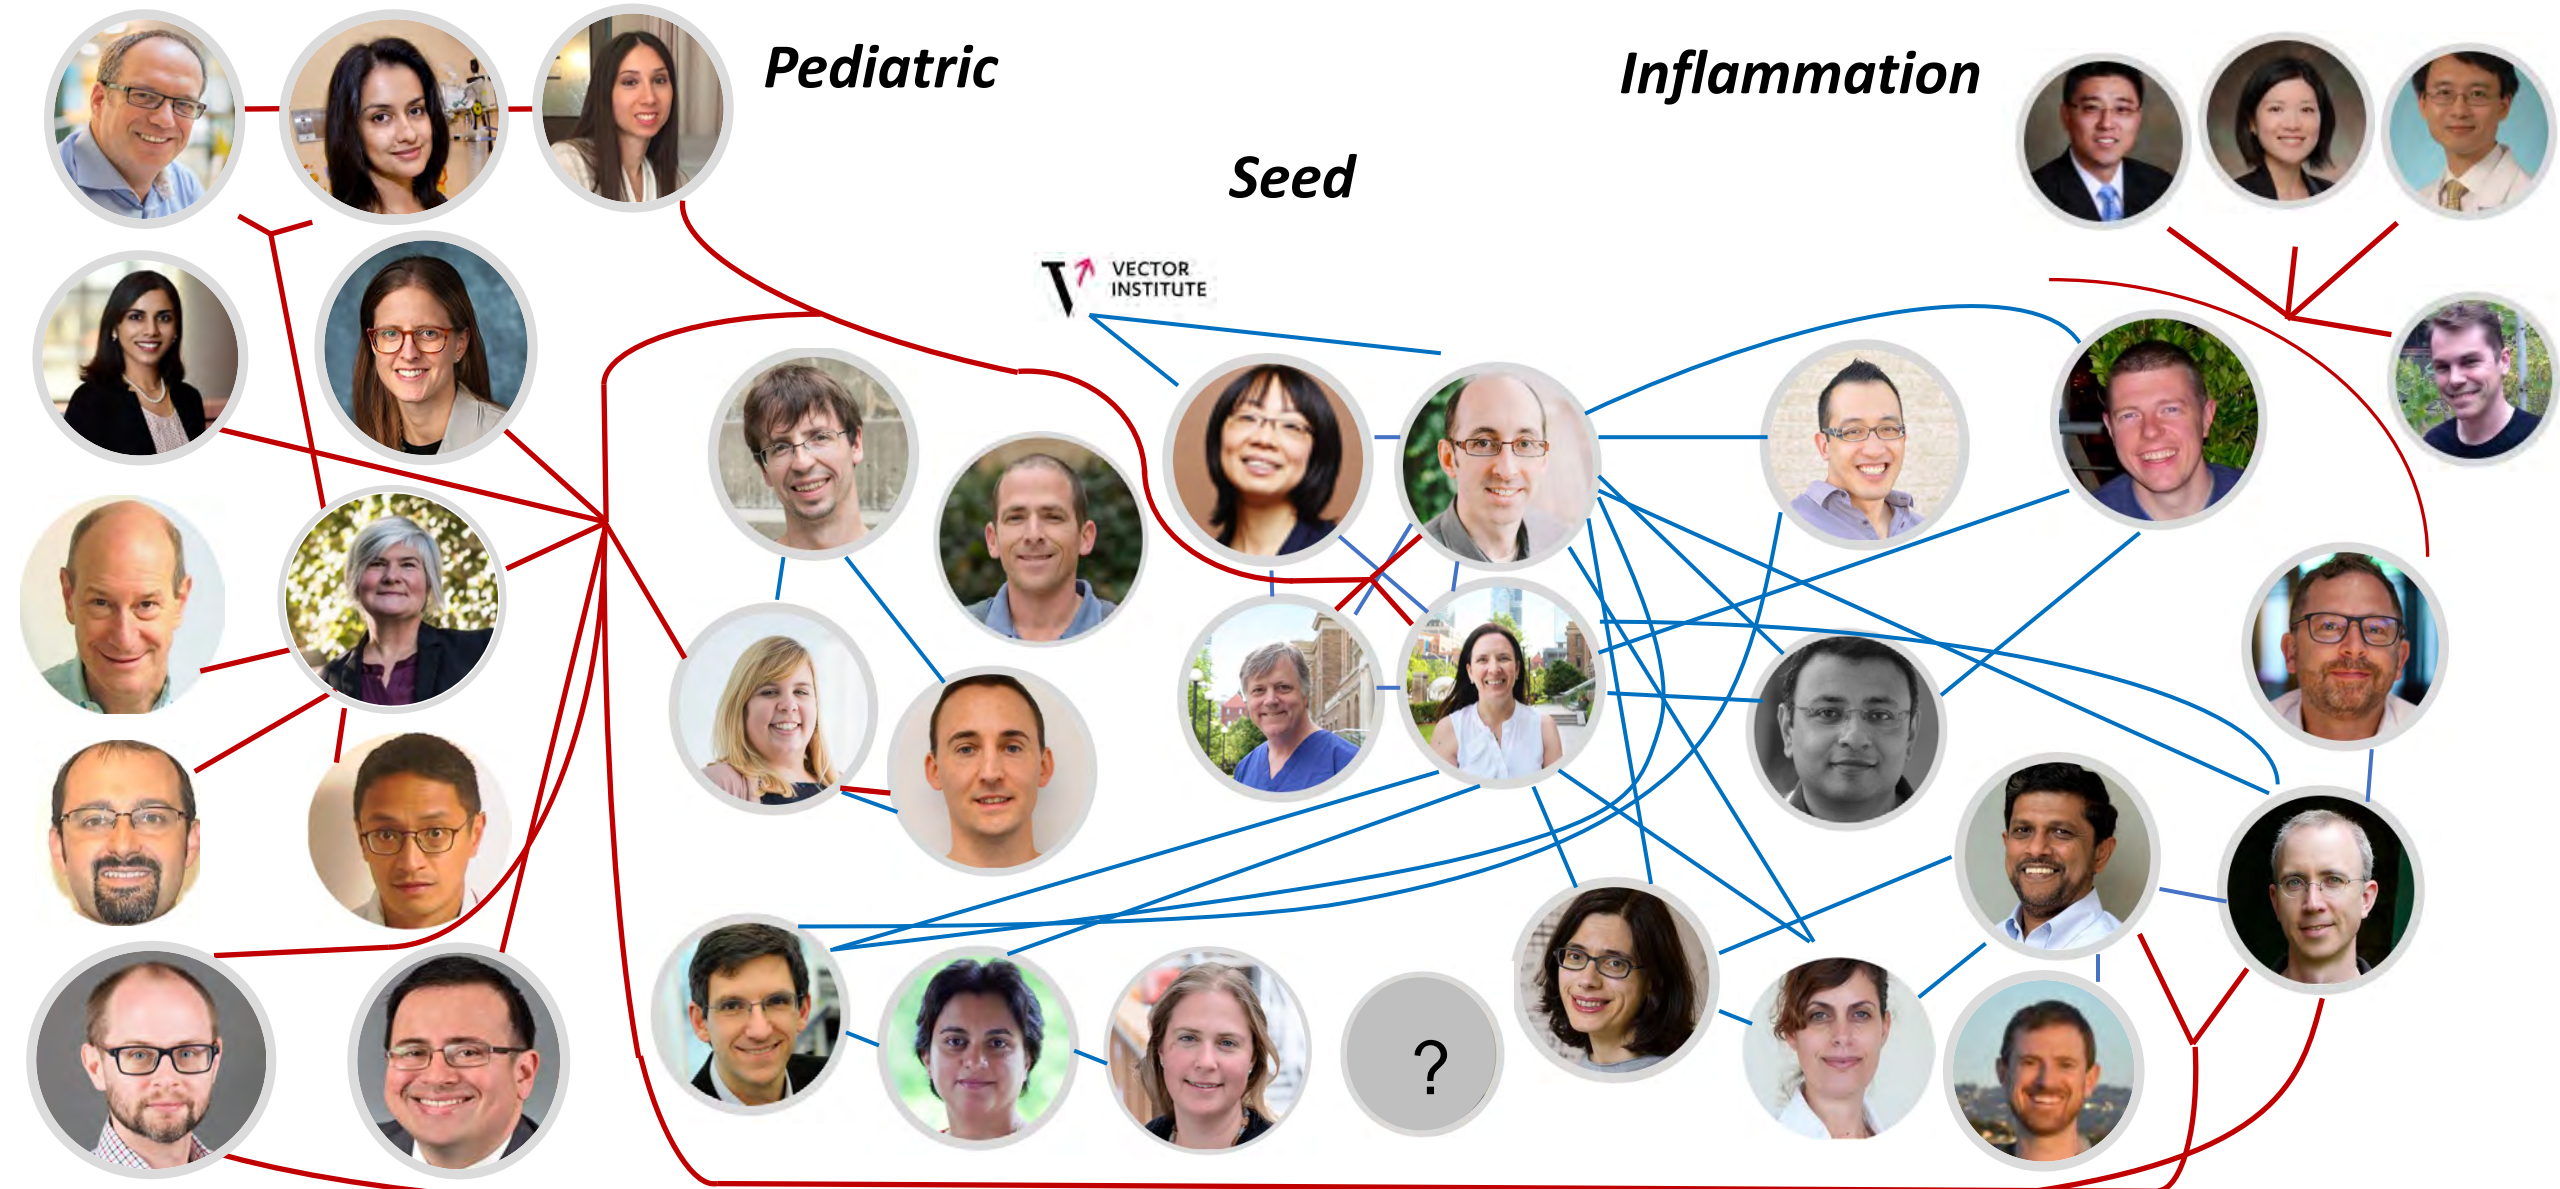 Pediatric
Inflammation
Seed
VECTOR
INSTITUTE
?